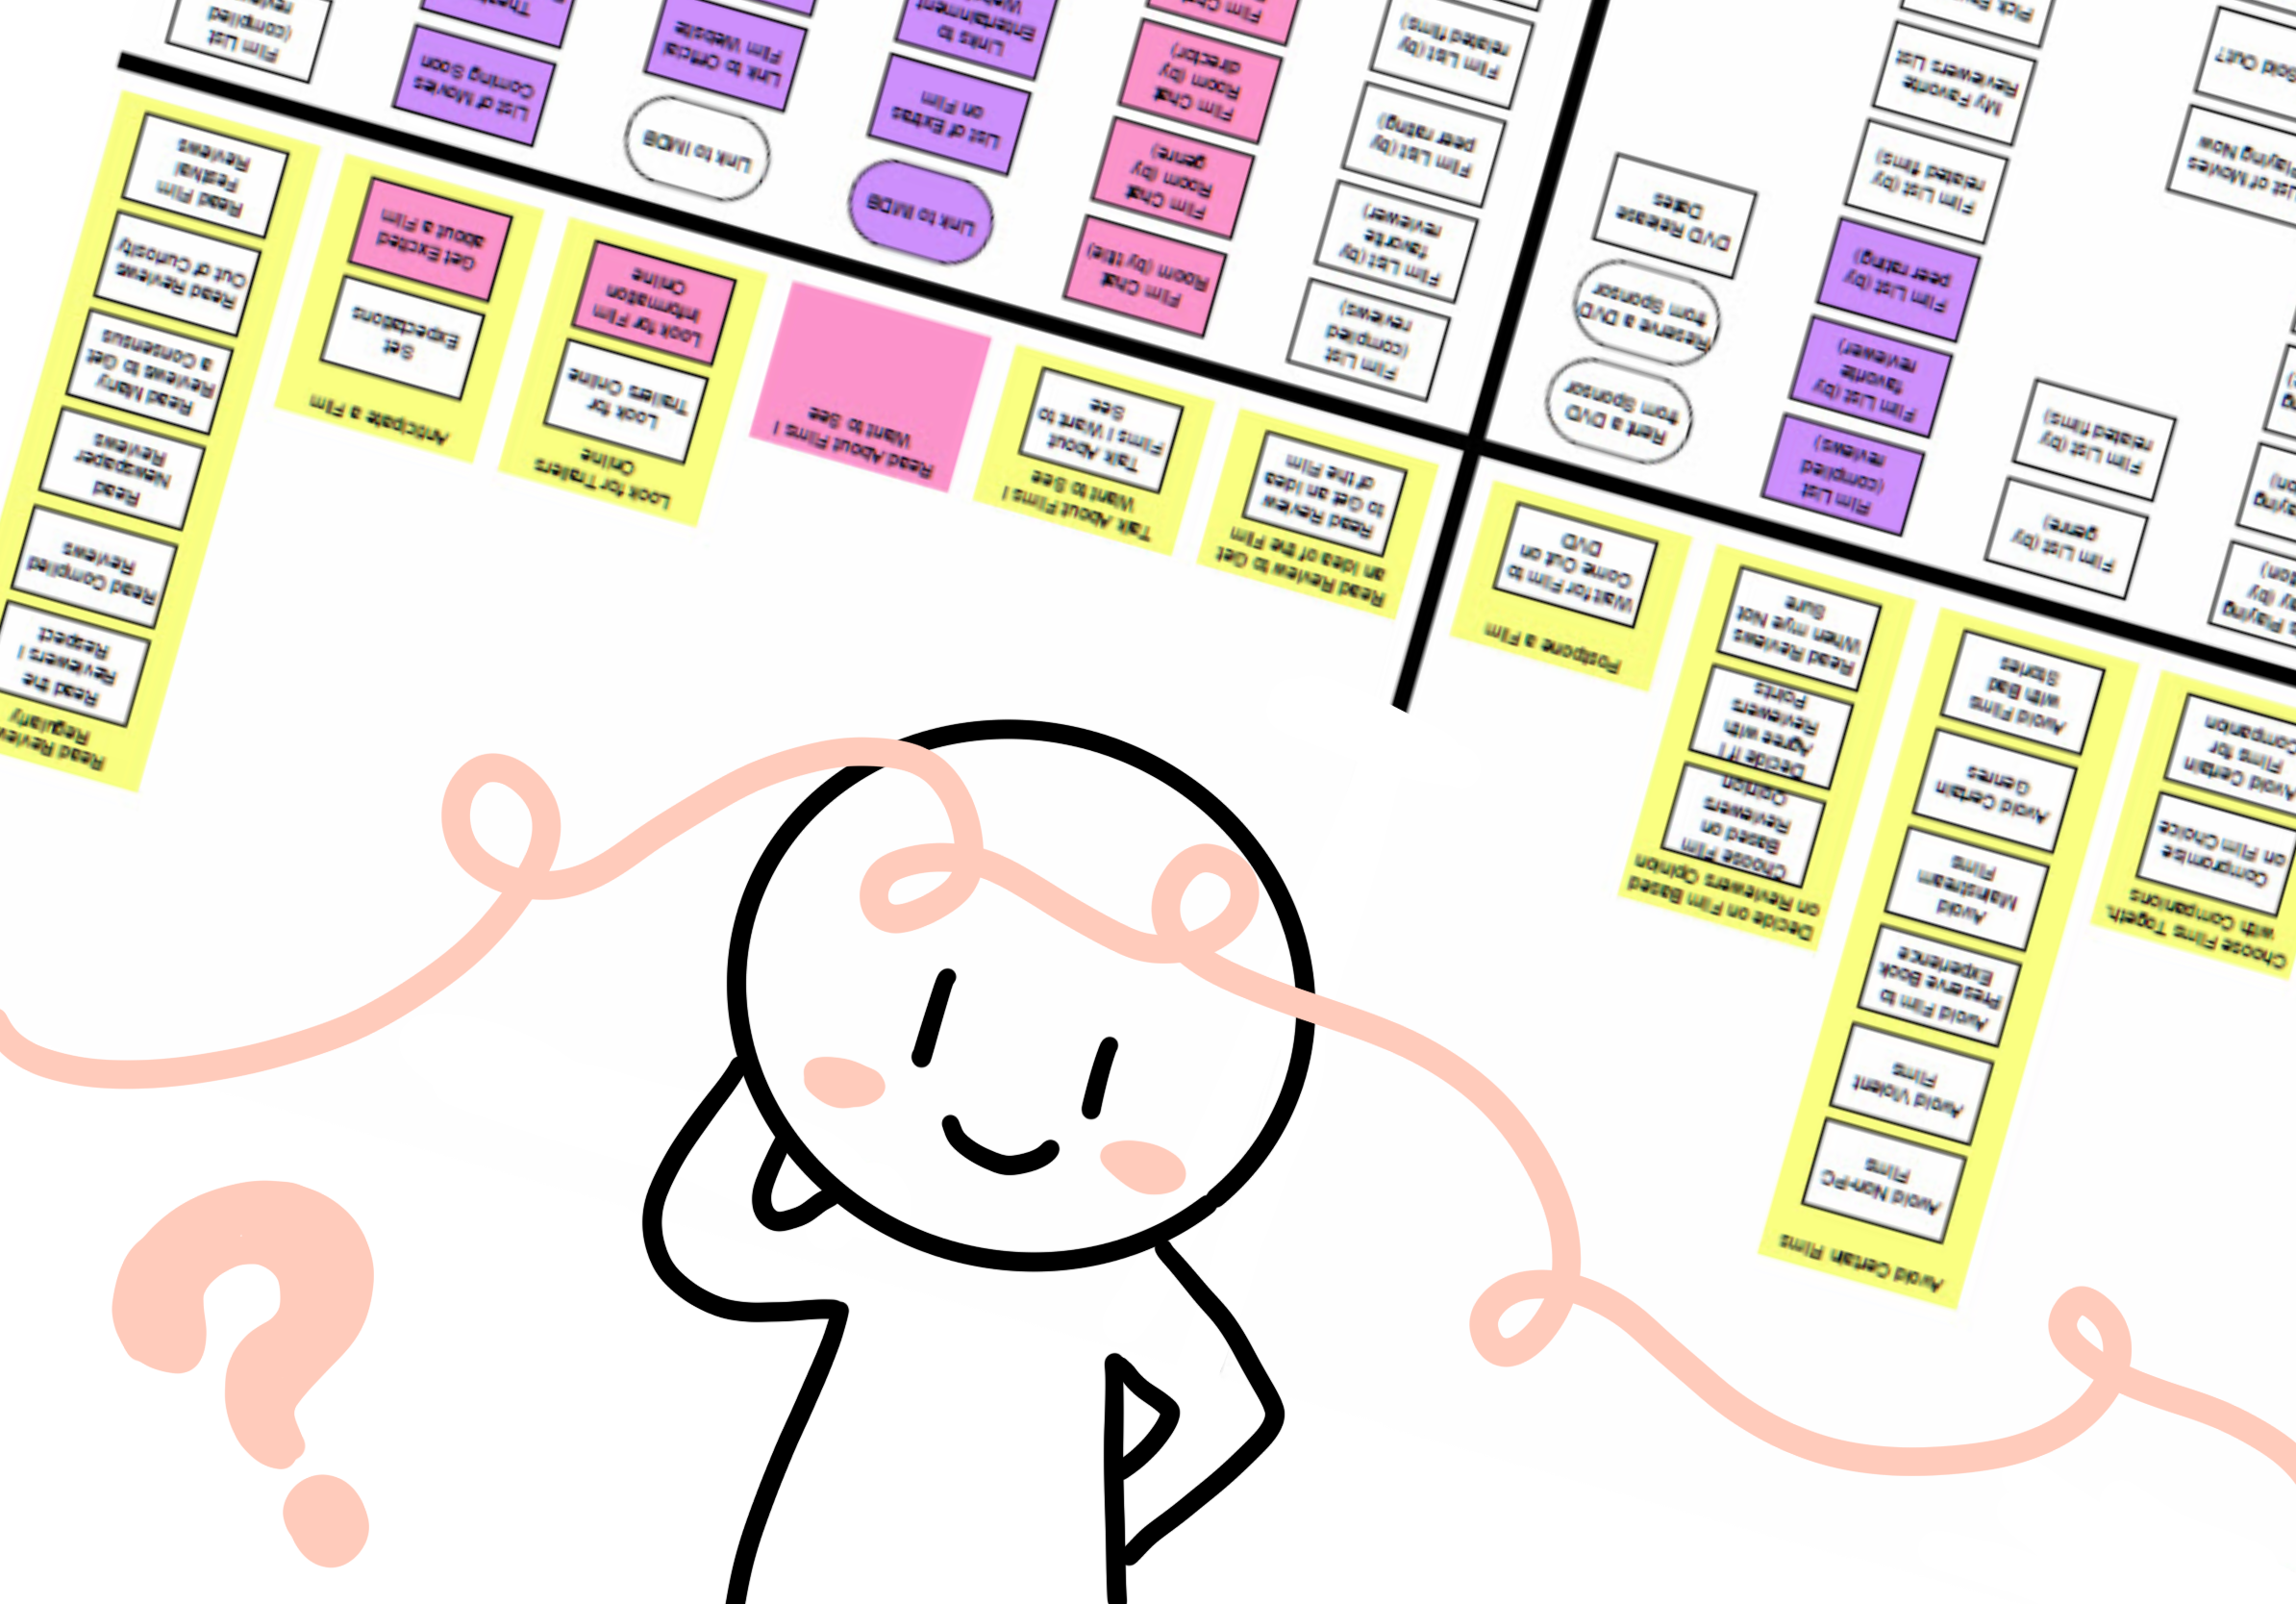 Choose Films Togeth.
with Companions
Compromise
on Film Choice
Avoid Certain
Films for
Companion
Playing
(by
Playing
List of Movies
Playing Now
Sold Out?
Avoid Certain Films
Avoid Non-PC
Films
Avoid Violent
Films
Avoid Film to
Preserve Book
Experience
Avoid
Mainstream
Films
Avoid Certain
Genres
Avoid Films
with Bad
Stories
Film List (by
genre)
Film List (by
related films)
Decide on Film Based
on Reviewers Opinion
Choose Film
Based on
Reviewers
Opinion
Decide if I
Agree with
Reviewers
Points
Read Reviews
When mye Not
Sure
Film List
(compiled
reviews)
Film List (by
favorite
reviewer)
Film List (by
peer rating)
Film List (by
related films)
My Favorite
Reviewers List
Pick
Postpone a Film
Wait for Film to
Come Out on
DVD
Rent a DVD
from Sponsor
Reserve a DVD
from Sponsor
DVD Release
Dates
Read Review to Get
an Idea of the Film
Read Review
to Get an Idea
of the Film
Film List
(compiled
reviews)
Film List (by
favorite
reviewer)
Film List (by
peer rating)
Film List (by
related films)
Talk About Films I
Want to See
Talk About
Films I Want to
See
Film Chat
Room (by title)
Film Chat
Room (by
genre)
Film Chat
Room (by
director)
Film Chat
Read About Films I
Want to See
Link to IMDB
List of Extras
on Film
Links to
Entertainment
Look for Trailers
Online
Look for
Trailers Online
Look for Film
Information
Online
Link to IMDB
Link to Official
Film Website
Anticipate a Film
Set
Expectations
Get Excited
about a Film
List of Movies
Coming Soon
Read Review
Regularly
Read the
Reviewers I
Respect
Read Compiled
Reviews
Read
Newspaper
Reviews
Read Many
Reviews to Get
a Consensus
Read Reviews
Out of Curiosity
Read Film
Festival
Reviews
Film List
(compiled
?